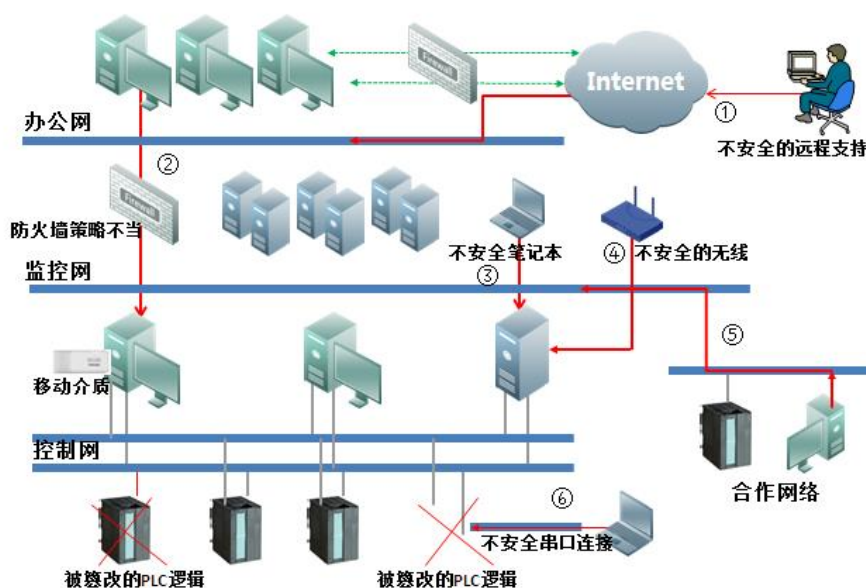 Firewall
Internet
①
不安全的远程支持
办公网
②
Firewall
防火墙策略不当
不安全笔记本
③
④
不安全的无线
监控网
⑤
移动介质
控制网
合作网络
⑥
不安全串口连接
被篡改的PLC逻辑
被篡改的PLC逻辑